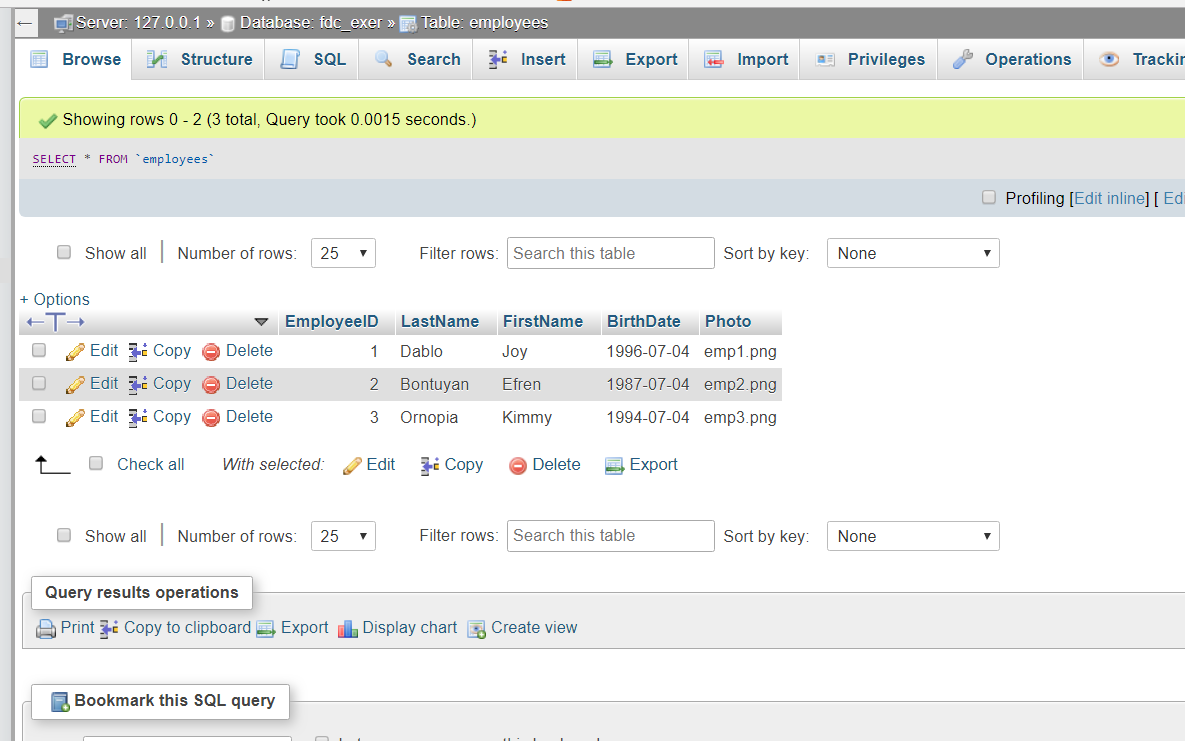 Server: 127.0.0.1 » Database: fdc_exer » Table: employees
Browse Structure SQL Search Insert Export Import Privileges Operations
Showing rows 0 - 2 (3 total, Query took 0.0015 seconds.)
SELECT * FROM `employees`
Profiling [Edit inline] [
Show all | Number of rows: 25 Filter rows: Search this table Sort by key: None
+ Options
←T→ EmployeeID LastName FirstName BirthDate Photo
Edit Copy Delete 1 Dablo Joy 1996-07-04 emp1.png
Edit Copy Delete 2 Bontuyan Efren 1987-07-04 emp2.png
Edit Copy Delete 3 Ornopia Kimmy 1994-07-04 emp3.png
Check all With selected: Edit Copy Delete Export
Show all | Number of rows: 25 Filter rows: Search this table Sort by key: None
Query results operations
Print Copy to clipboard Export Display chart Create view
Bookmark this SQL query